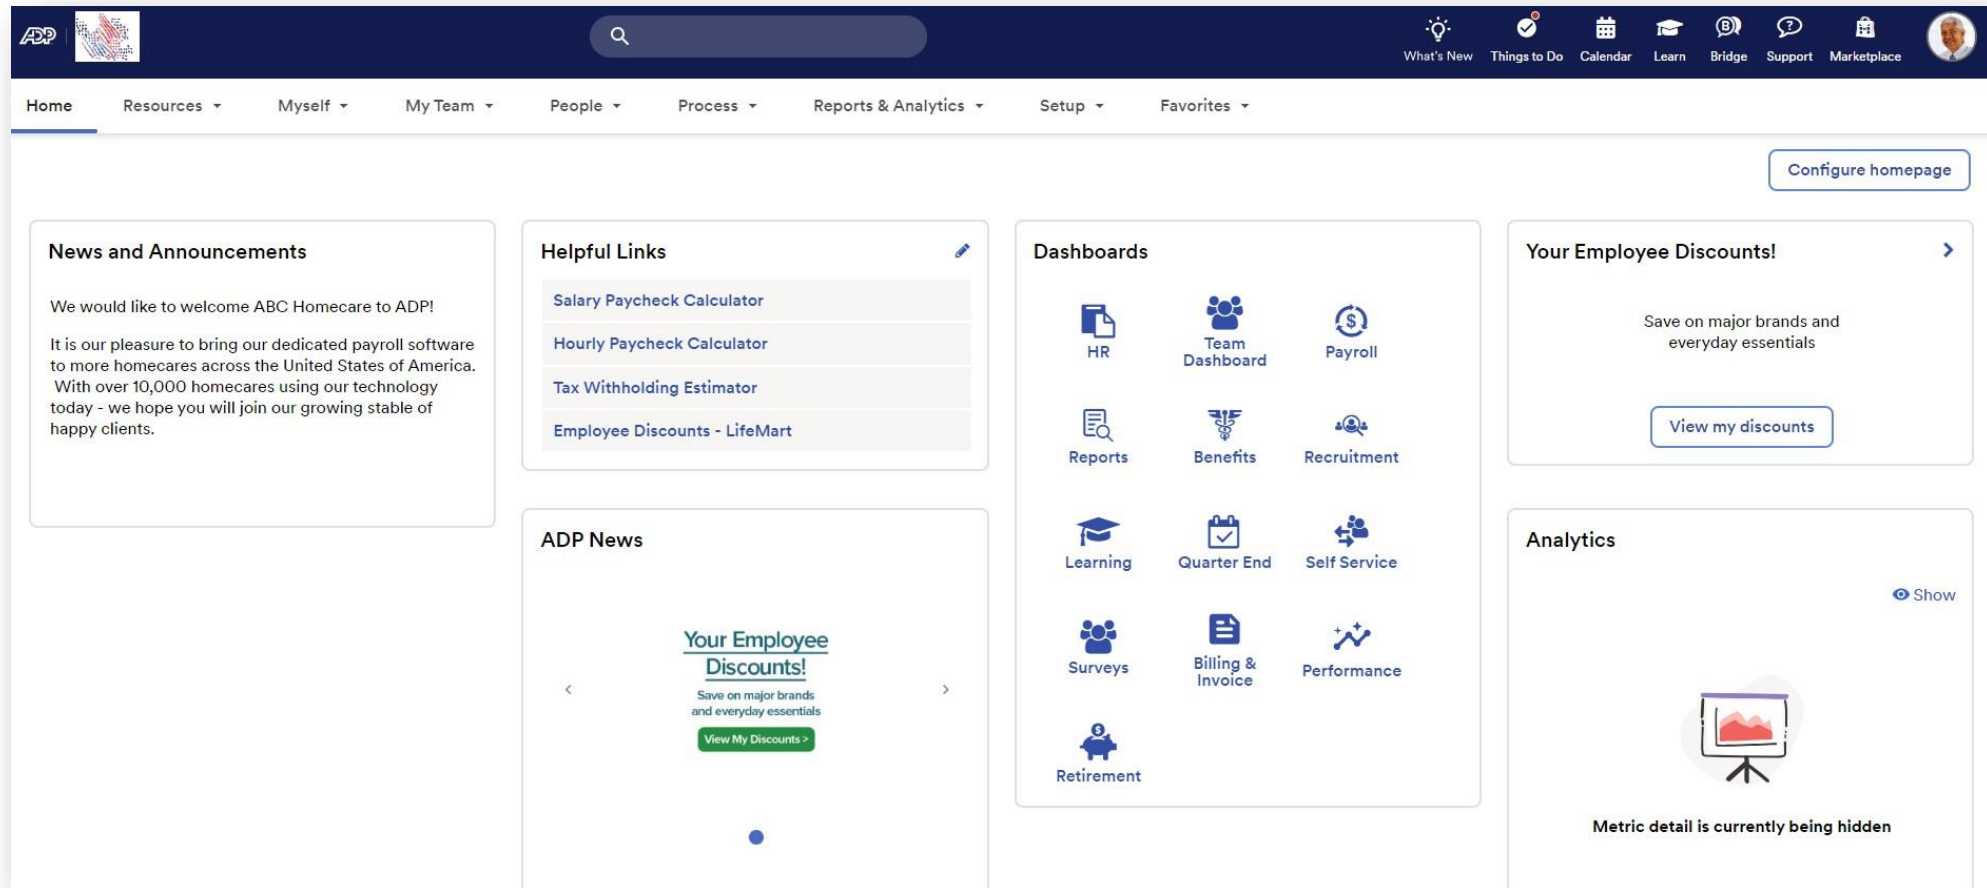 ADP
What's New
Things to Do
Calendar
Learn
Bridge
Support
Marketplace
Home
Resources
Myself
My Team
People
Process
Reports & Analytics
Setup
Favorites
Configure homepage
News and Announcements
We would like to welcome ABC Homecare to ADP!
It is our pleasure to bring our dedicated payroll software
to more homecares across the United States of America.
With over 10,000 homecares using our technology
today - we hope you will join our growing stable of
happy clients.
Helpful Links
Salary Paycheck Calculator
Hourly Paycheck Calculator
Tax Withholding Estimator
Employee Discounts - LifeMart
ADP News
Your Employee
Discounts!
Save on major brands
and everyday essentials
View My Discounts >
Dashboards
HR
Team
Dashboard
Payroll
Reports
Benefits
Recruitment
Learning
Quarter End
Self Service
Surveys
Billing &
Invoice
Performance
Retirement
Your Employee Discounts!
Save on major brands and
everyday essentials
View my discounts
Analytics
Show
Metric detail is currently being hidden